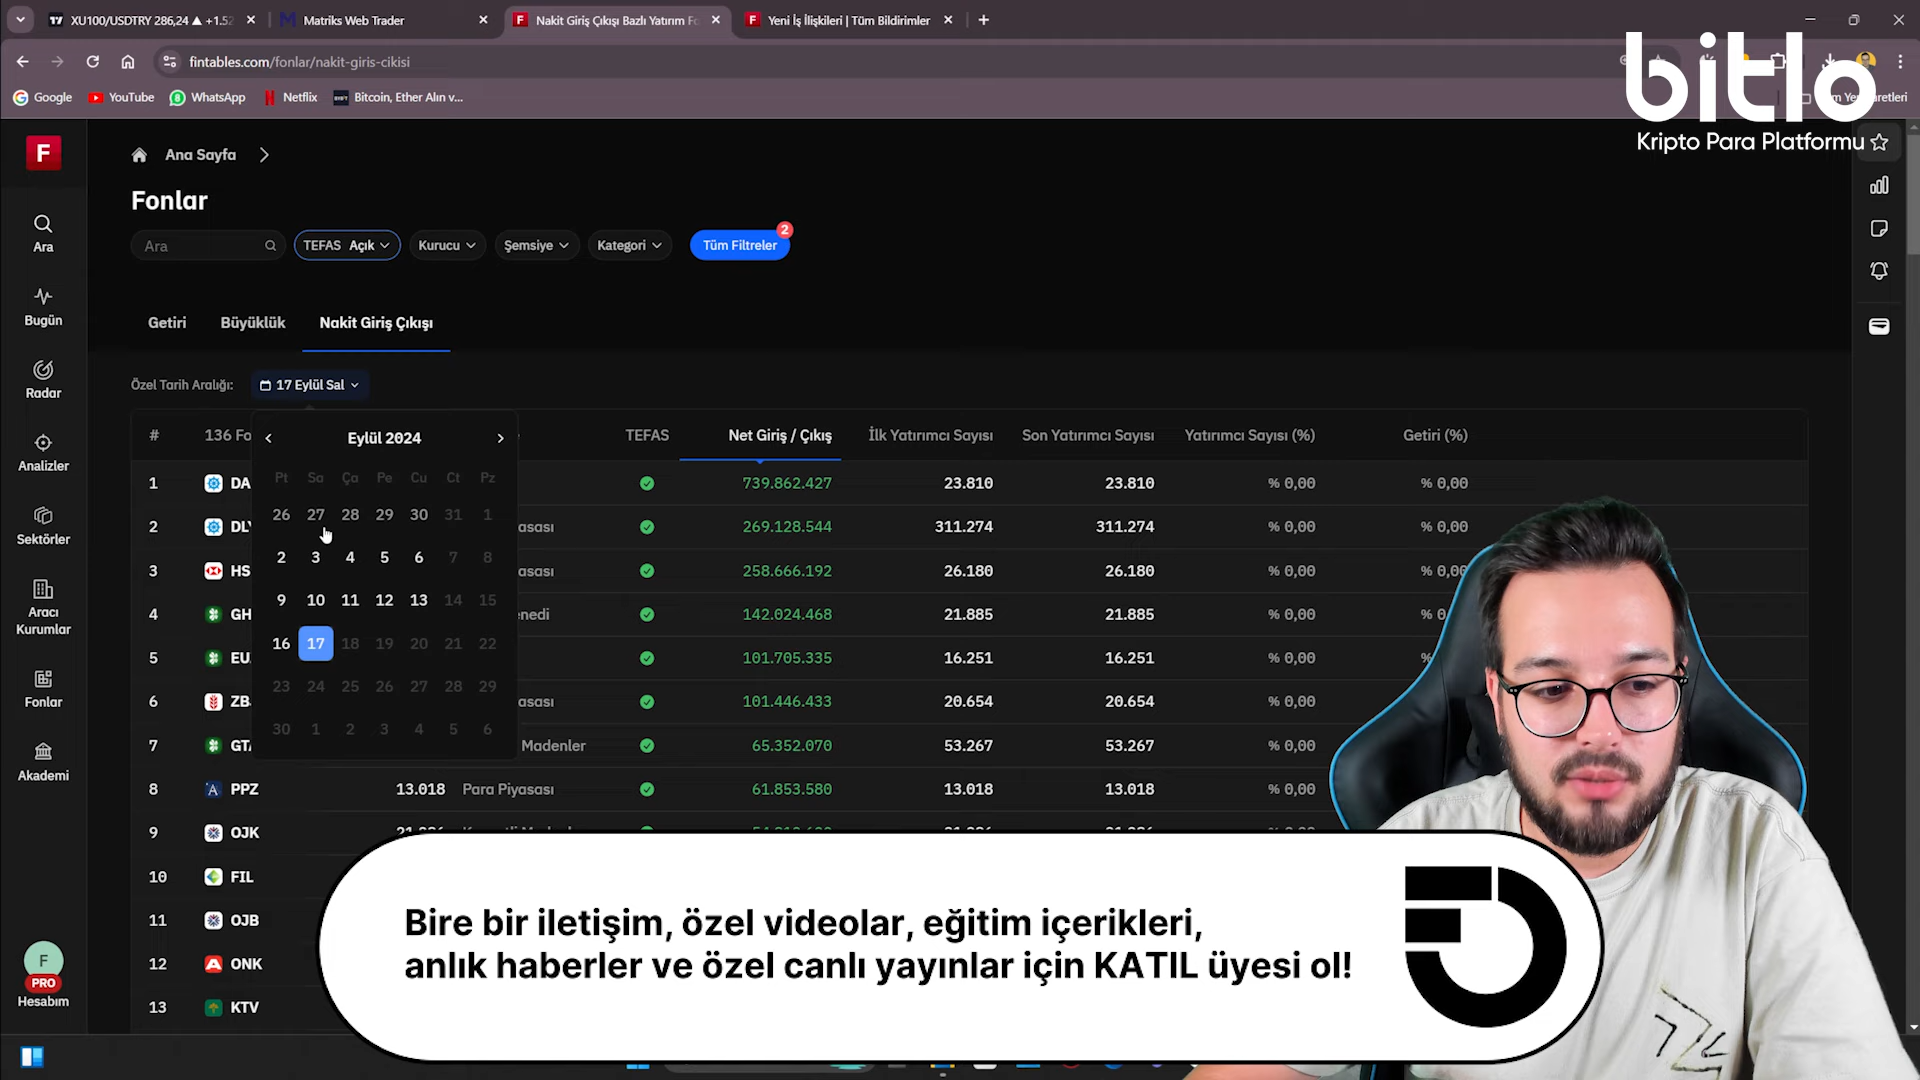 XU100/USDTRY 286,24 ▲ +1.52
Matriks Web Trader
Nakit Giriş Çıkışı Bazlı Yatırım Fo
Yeni İş İlişkileri | Tüm Bildirimler
fintables.com/fonlar/nakit-giris-cikisi
Google
YouTube
WhatsApp
Netflix
Bitcoin, Ether Alın v...
bitlo
Kripto Para Platformu
F
Ana Sayfa
Fonlar
Ara
TEFAS Açık
Kurucu
Şemsiye
Kategori
Tüm Filtreler
2
Getiri
Büyüklük
Nakit Giriş Çıkışı
Özel Tarih Aralığı:
17 Eylül Sal
Ara
Bugün
Radar
Analizler
Sektörler
Aracı
Kurumlar
Fonlar
Akademi
F
PRO
Hesabım
Eylül 2024
Pt Sa Ça Pe Cu Ct Pz
26 27 28 29 30 31 1
2 3 4 5 6 7 8
9 10 11 12 13 14 15
16 17 18 19 20 21 22
23 24 25 26 27 28 29
30 1 2 3 4 5 6
# 136 Fo TEFAS Net Giriş / Çıkış İlk Yatırımcı Sayısı Son Yatırımcı Sayısı Yatırımcı Sayısı (%) Getiri (%)
1 DA 739.862.427 23.810 23.810 % 0,00 % 0,00
2 DLY asası 269.128.544 311.274 311.274 % 0,00 % 0,00
3 HS asası 258.666.192 26.180 26.180 % 0,00 % 0,00
4 GH enedi 142.024.468 21.885 21.885 % 0,00 % 0
5 EU 101.705.335 16.251 16.251 % 0,00 %
6 ZB asası 101.446.433 20.654 20.654 % 0,00
7 GTA Madenler 65.352.070 53.267 53.267 % 0,00
8 PPZ 13.018 Para Piyasası 61.853.580 13.018 13.018 % 0,00
9 OJK
10 FIL
11 OJB
12 ONK
13 KTV
Bire bir iletişim, özel videolar, eğitim içerikleri,
anlık haberler ve özel canlı yayınlar için KATIL üyesi ol!